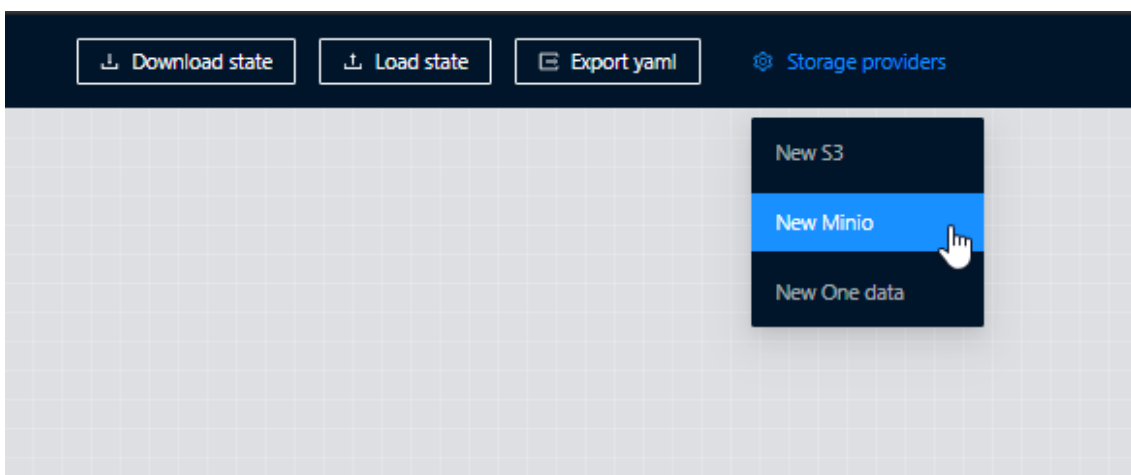 Download state
Load state
Export yaml
Storage providers
New S3
New Minio
New One data